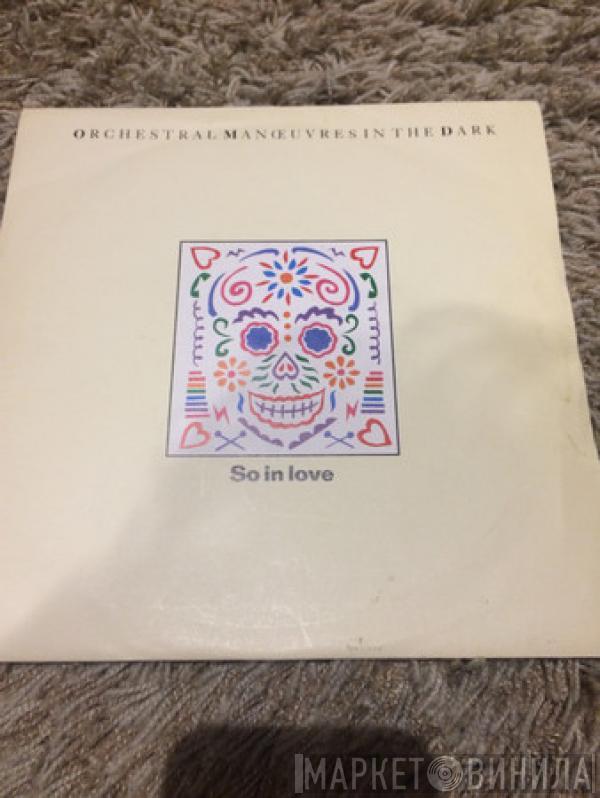 ORCHESTRAL MANŒUVRES IN THE DARK
So in love
МАРКЕТ ВИНИЛА